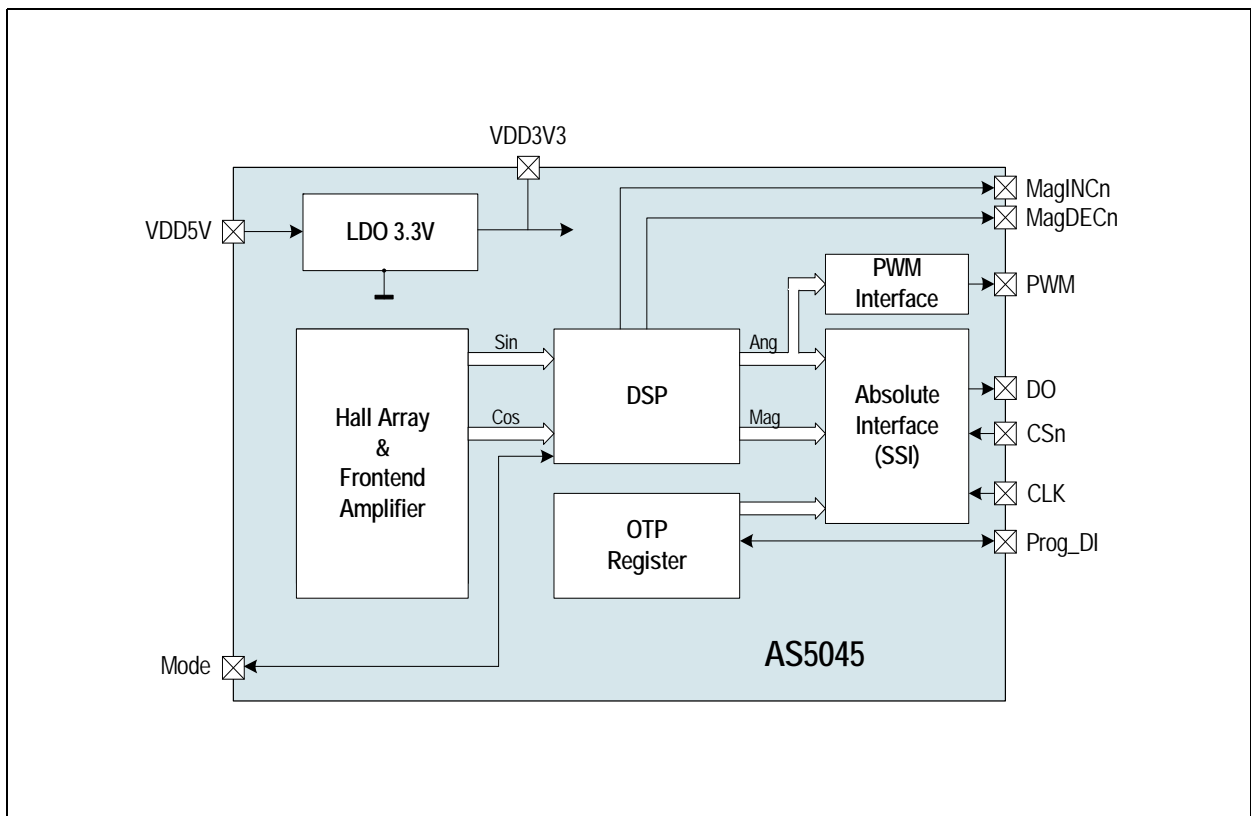 VDD3V3
MagINCn
VDD5V
LDO 3.3V
MagDECn
PWM
Interface
PWM
Sin
Ang
Hall Array
&
Frontend
Amplifier
DSP
Absolute
Interface
(SSI)
DO
Cos
Mag
CSn
CLK
OTP
Register
Prog_DI
Mode
AS5045